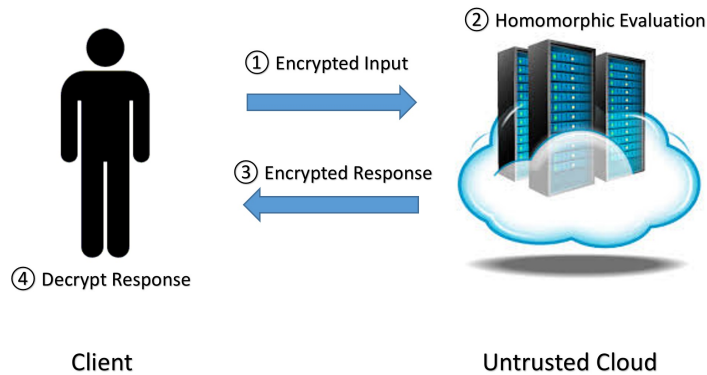 ② Homomorphic Evaluation
① Encrypted Input
③ Encrypted Response
④ Decrypt Response
Client
Untrusted Cloud